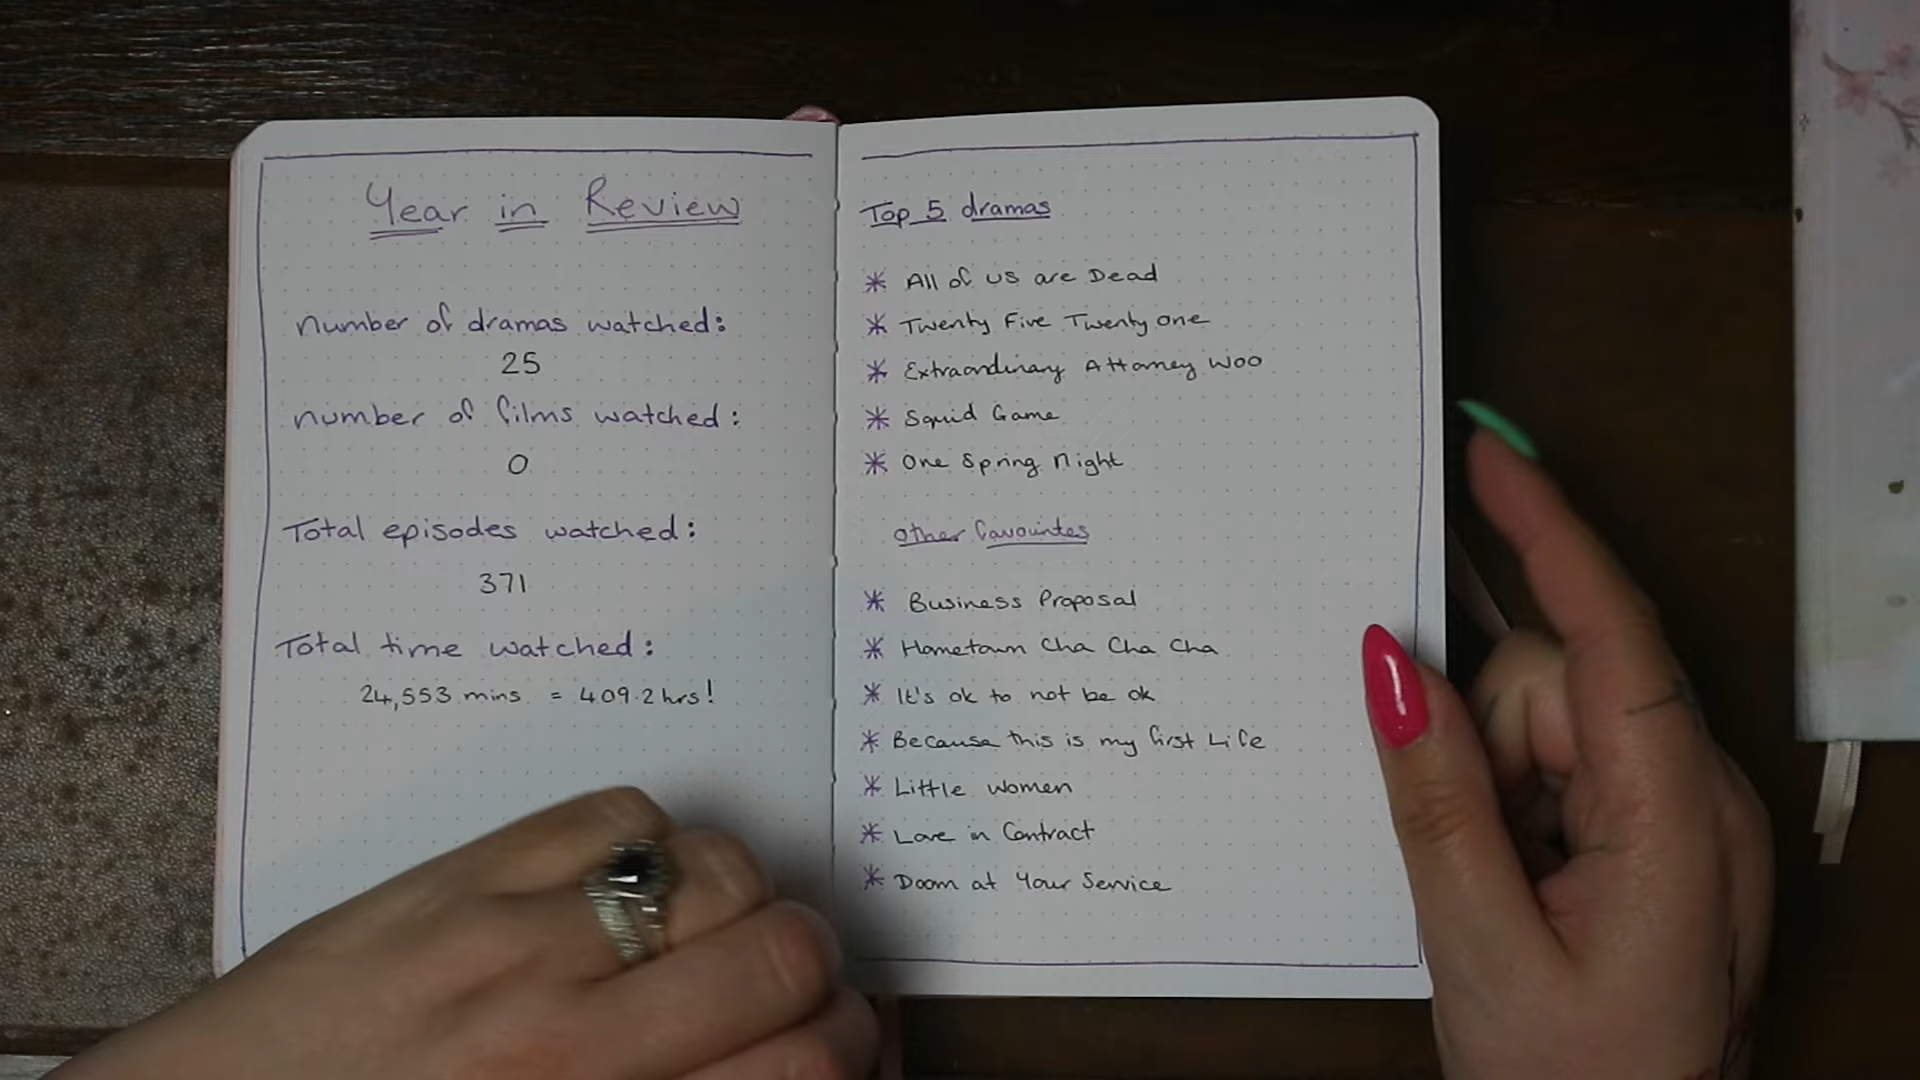 Year in Review
Number of dramas watched:
25
number of films watched:
0
Total episodes watched:
371
Total time watched:
24,553 mins = 409.2 hrs!
Top 5 dramas
* All of us are Dead
* Twenty Five Twenty One
* Extraordinary Attorney Woo
* Squid Game
* One Spring Night
other favourites
* Business Proposal
* Hometown Cha Cha Cha
* It's ok to not be ok
* Because this is my first Life
* Little Women
* Love in Contract
* Doom at Your Service